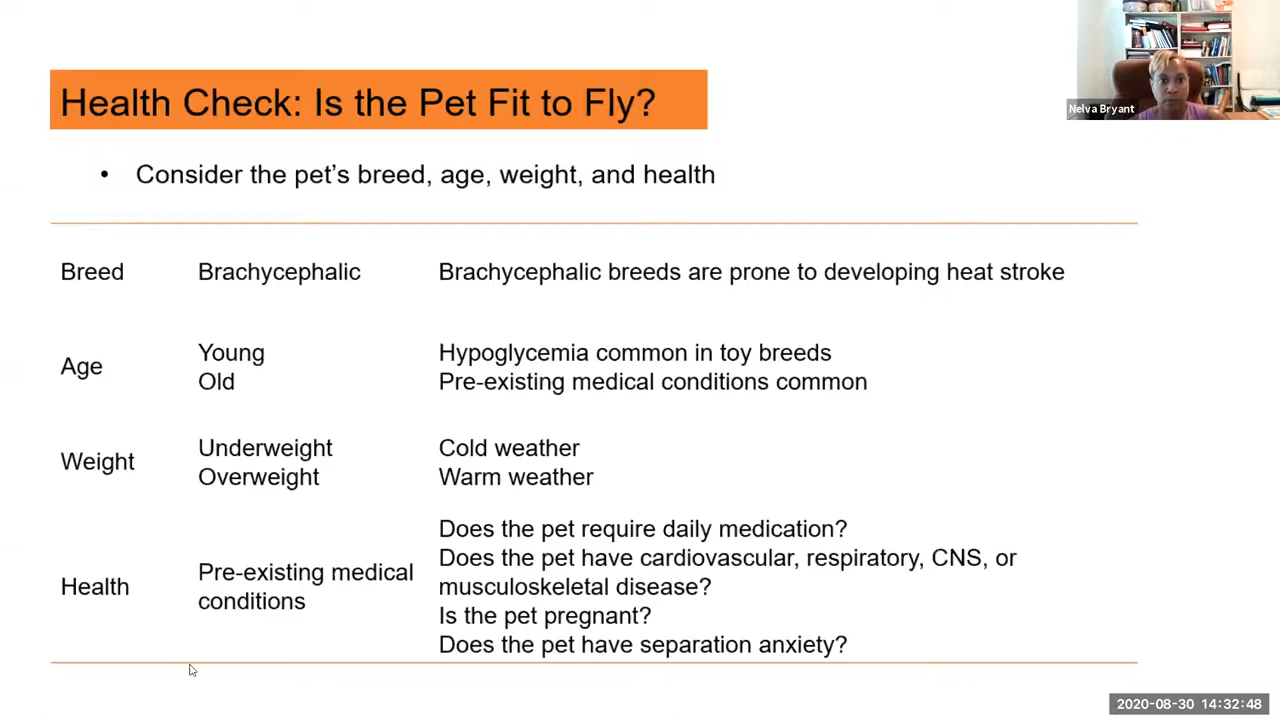 Health Check: Is the Pet Fit to Fly?
Nelva Bryant
• Consider the pet's breed, age, weight, and health
Breed
Brachycephalic
Brachycephalic breeds are prone to developing heat stroke
Age
Young
Old
Hypoglycemia common in toy breeds
Pre-existing medical conditions common
Weight
Underweight
Overweight
Cold weather
Warm weather
Health
Pre-existing medical
conditions
Does the pet require daily medication?
Does the pet have cardiovascular, respiratory, CNS, or
musculoskeletal disease?
Is the pet pregnant?
Does the pet have separation anxiety?
2020-08-30 14:32:48